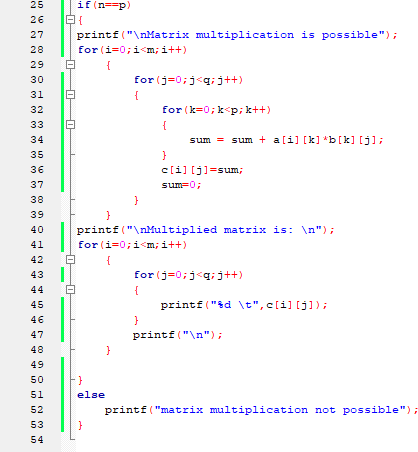 25 if(n==p)
26 {
27 printf("\nMatrix multiplication is possible");
28 for(i=0;i<m;i++)
29 {
30 for(j=0;j<q;j++)
31 {
32 for(k=0;k<p;k++)
33 {
34 sum = sum + a[i][k]*b[k][j];
35 }
36 c[i][j]=sum;
37 sum=0;
38 }
39 }
40 printf("\nMultiplied matrix is: \n");
41 for(i=0;i<m;i++)
42 {
43 for(j=0;j<q;j++)
44 {
45 printf("%d \t",c[i][j]);
46 }
47 printf("\n");
48 }
49
50 }
51 else
52 printf("matrix multiplication not possible");
53 }
54